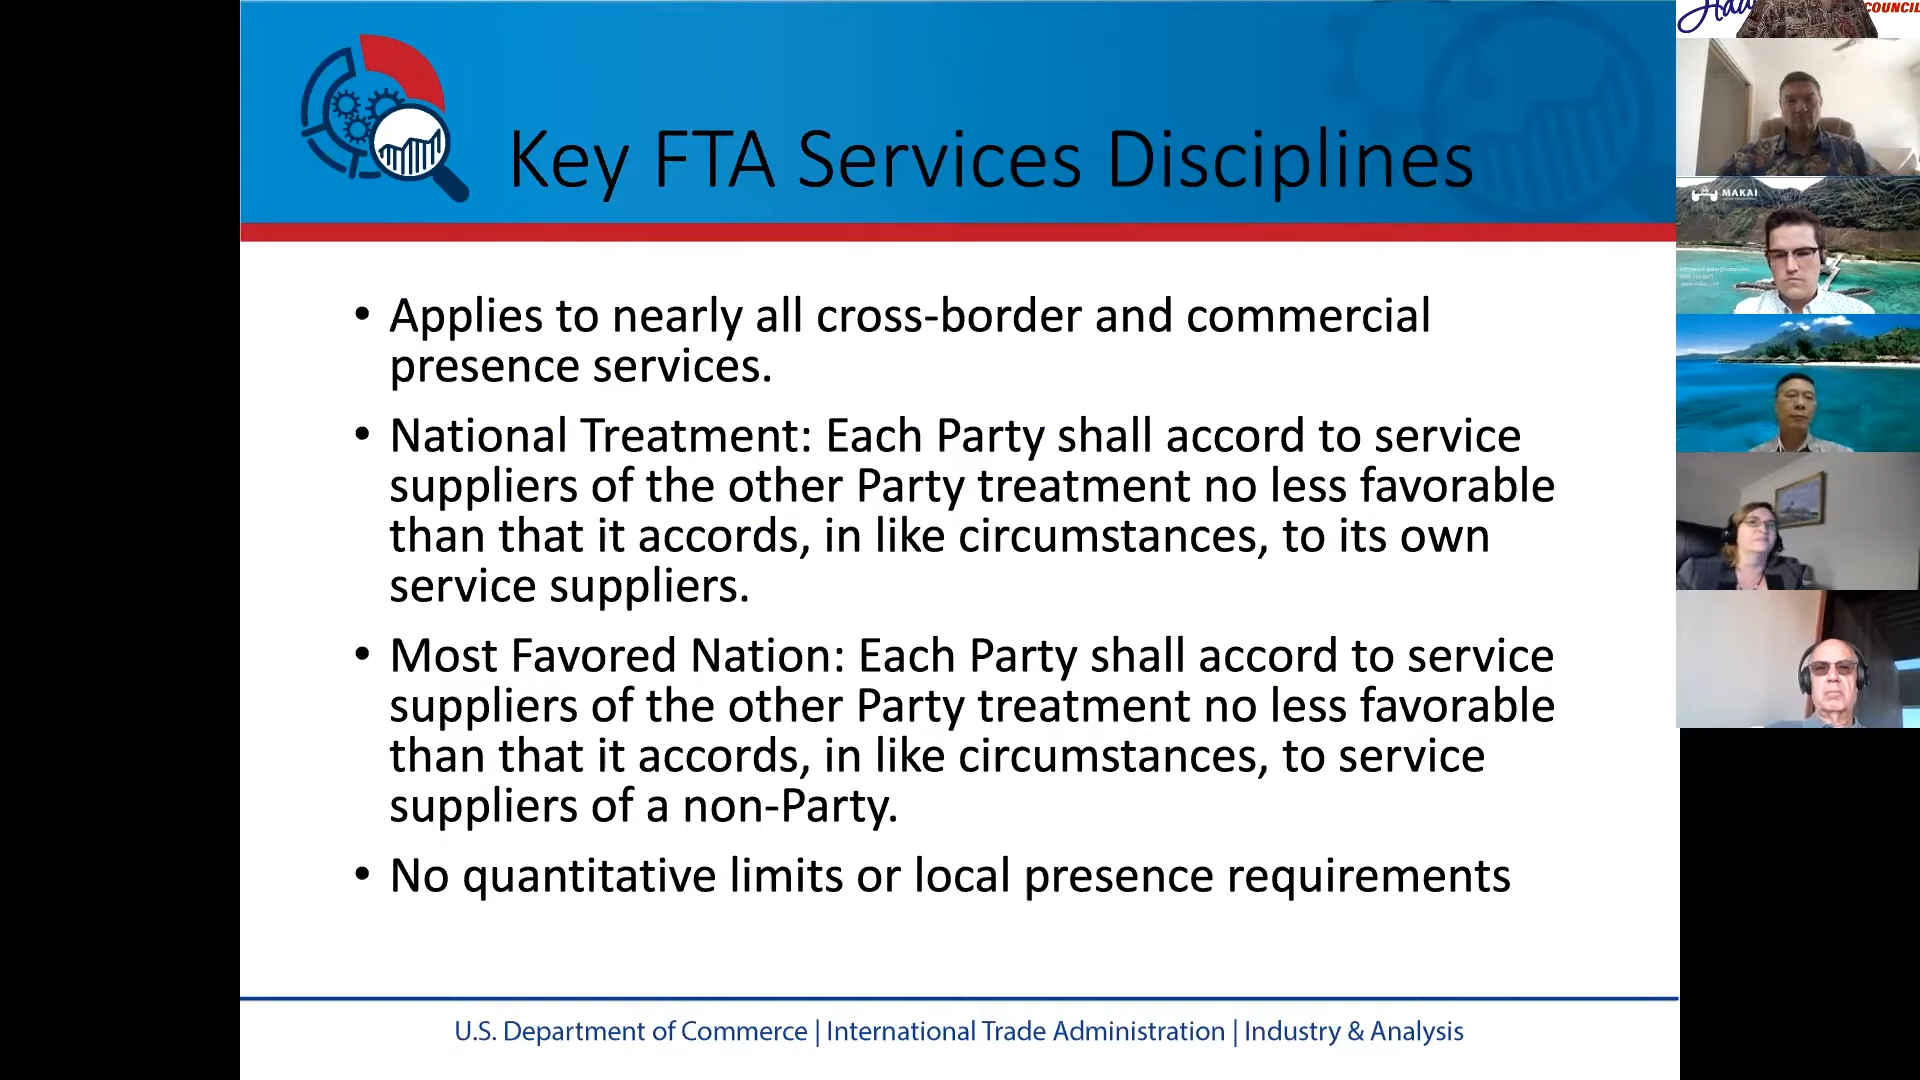 Key FTA Services Disciplines
• Applies to nearly all cross-border and commercial
presence services.
• National Treatment: Each Party shall accord to service
suppliers of the other Party treatment no less favorable
than that it accords, in like circumstances, to its own
service suppliers.
• Most Favored Nation: Each Party shall accord to service
suppliers of the other Party treatment no less favorable
than that it accords, in like circumstances, to service
suppliers of a non-Party.
• No quantitative limits or local presence requirements
U.S. Department of Commerce | International Trade Administration | Industry & Analysis
COUNCIL
MAKAI